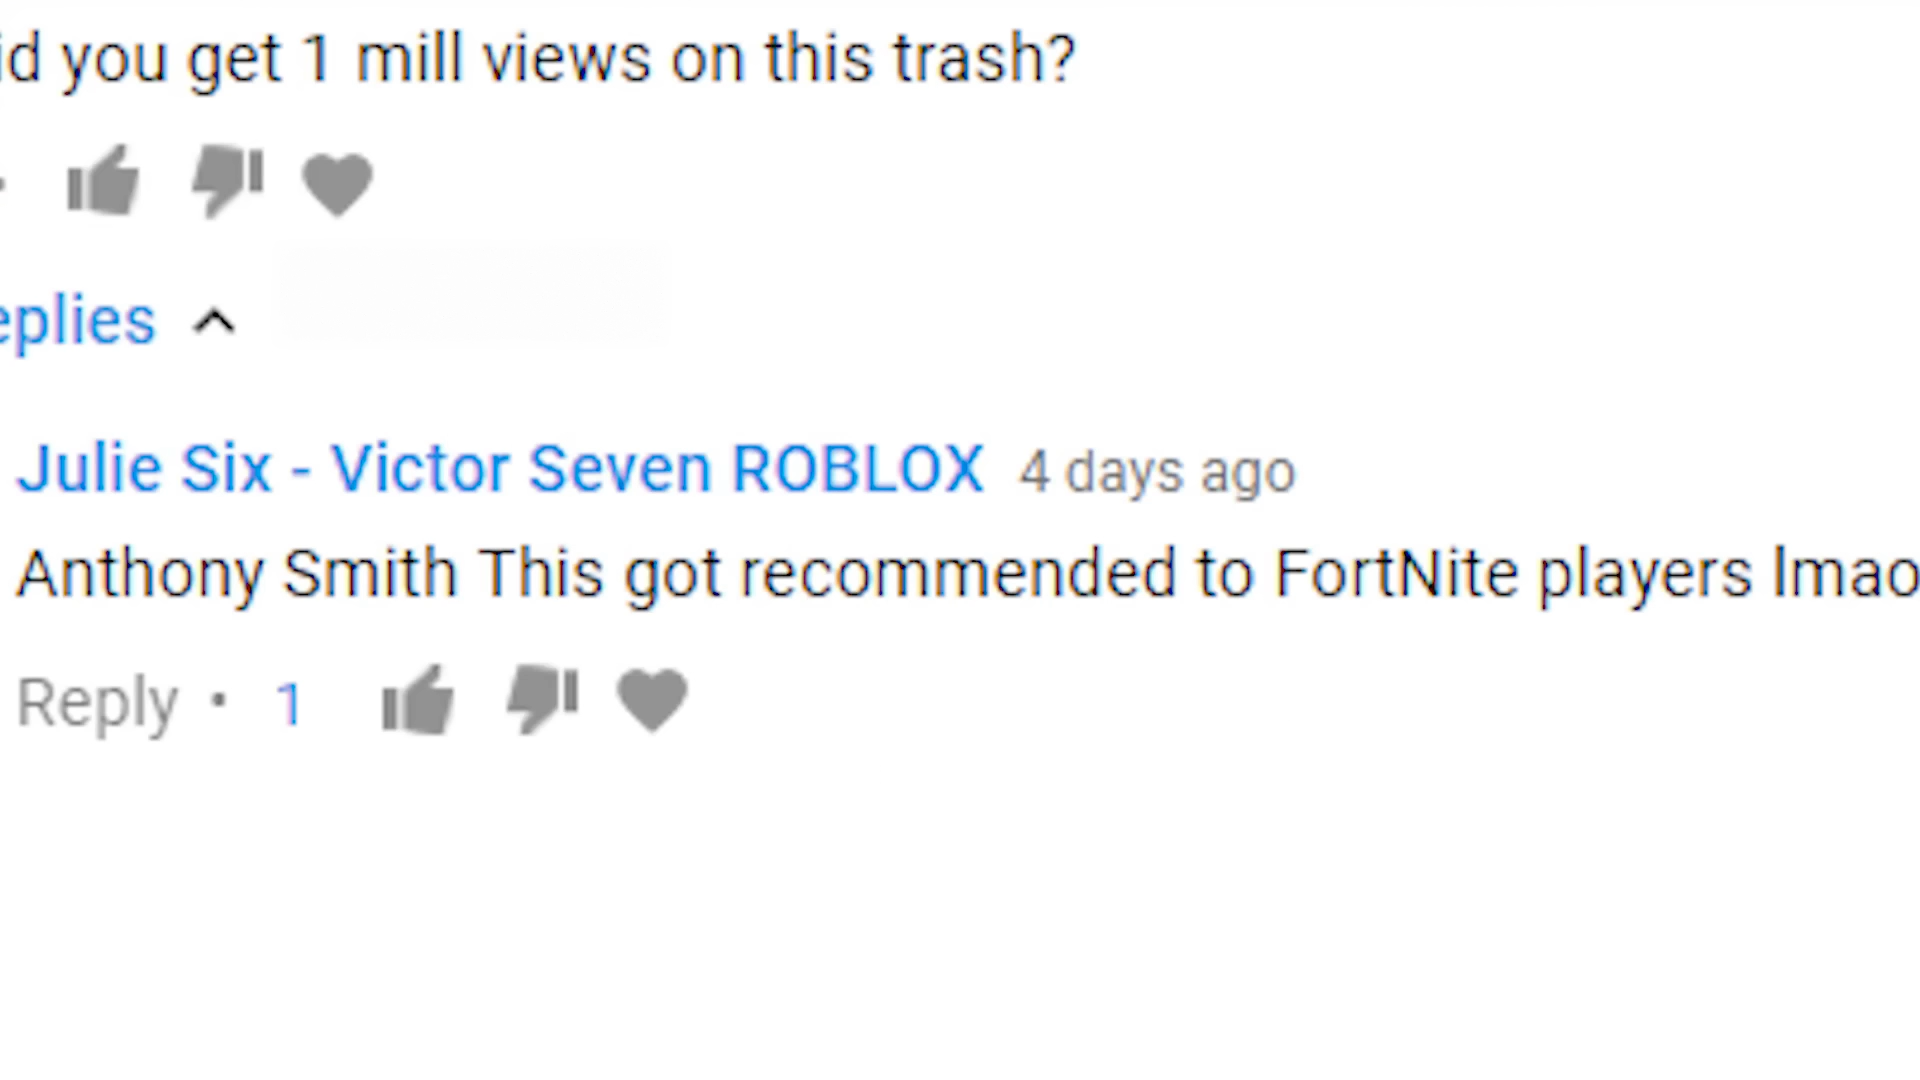 id you get 1 mill views on this trash?
eplies
Julie Six - Victor Seven ROBLOX 4 days ago
Anthony Smith This got recommended to FortNite players lmao
Reply • 1